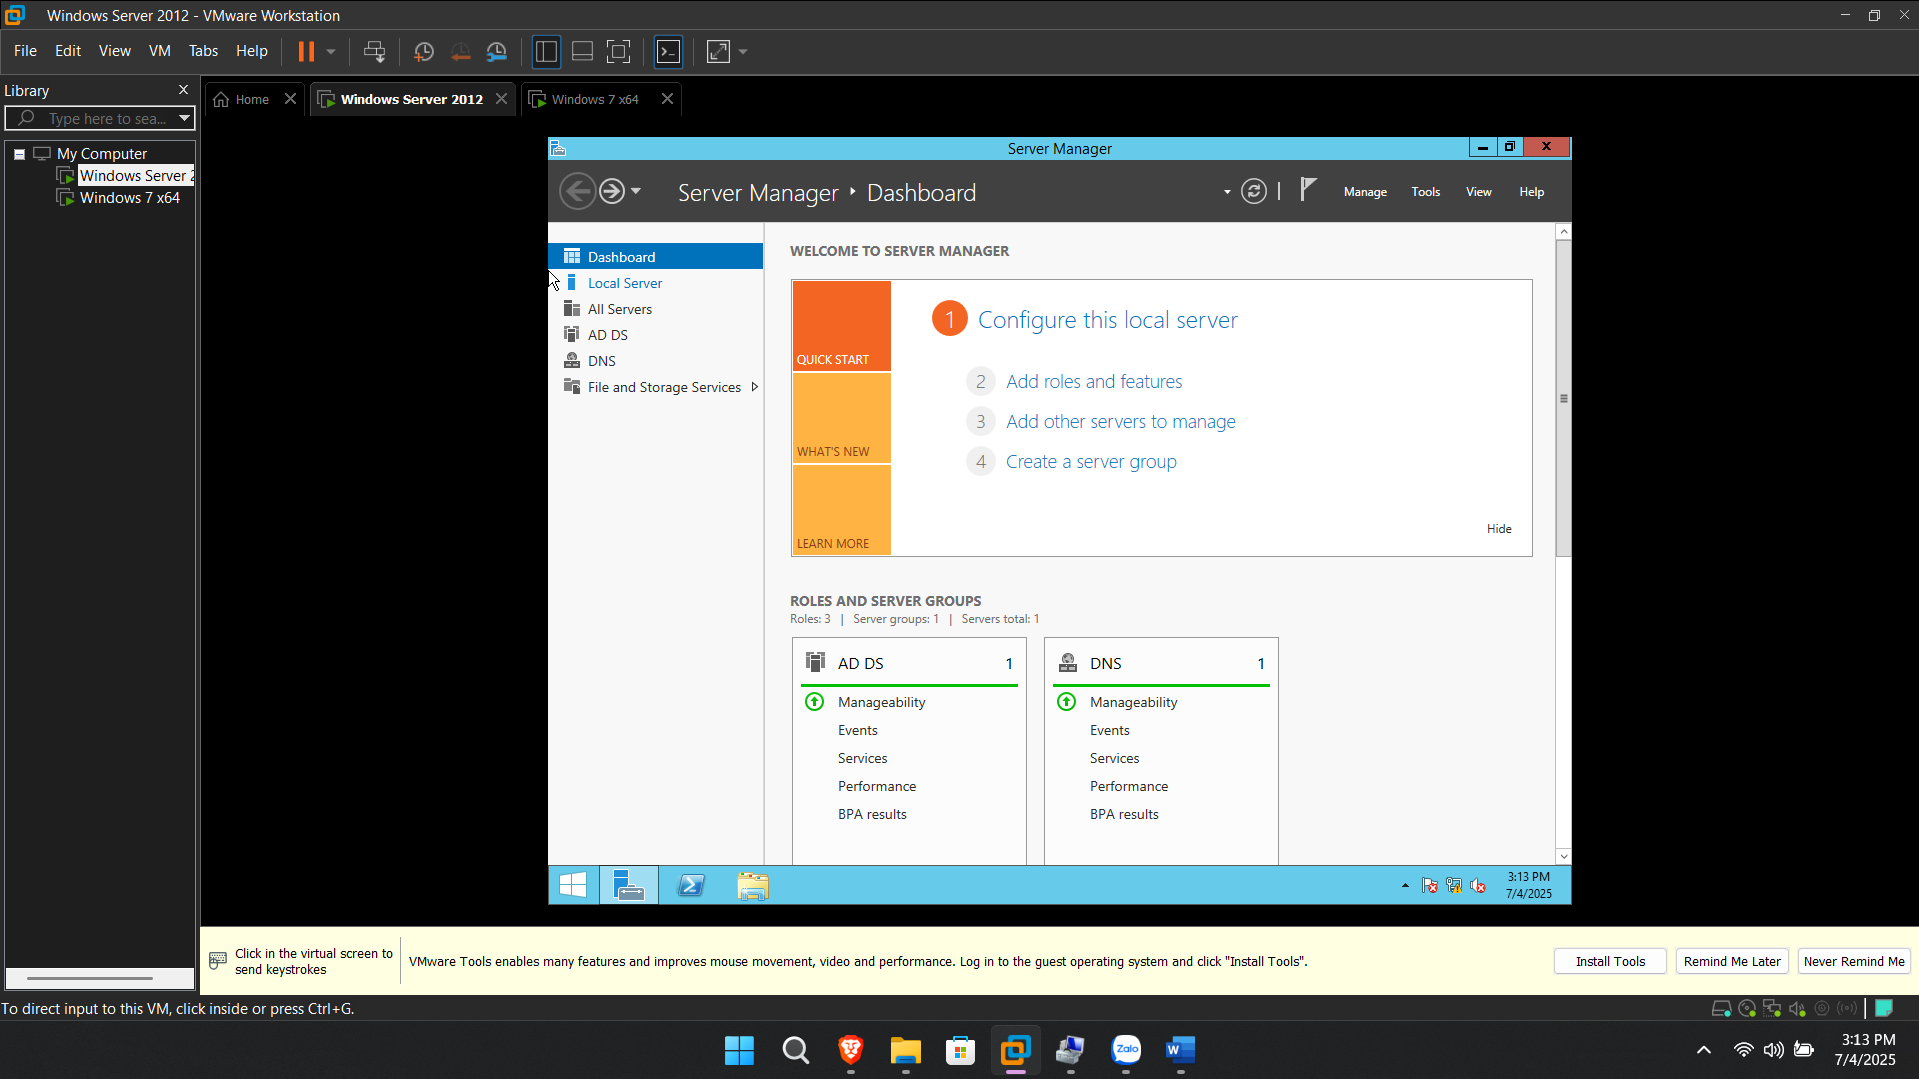 Windows Server 2012 - VMware Workstation
File Edit View VM Tabs Help
Library
Type here to sea...
Home
Windows Server 2012
Windows 7 x64
My Computer
Windows Server 2
Windows 7 x64
Server Manager
Server Manager Dashboard
Manage Tools View Help
Dashboard
Local Server
All Servers
AD DS
DNS
File and Storage Services
WELCOME TO SERVER MANAGER
QUICK START
WHAT'S NEW
LEARN MORE
1 Configure this local server
2 Add roles and features
3 Add other servers to manage
4 Create a server group
Hide
ROLES AND SERVER GROUPS
Roles: 3 | Server groups: 1 | Servers total: 1
AD DS 1
Manageability
Events
Services
Performance
BPA results
DNS 1
Manageability
Events
Services
Performance
BPA results
3:13 PM
7/4/2025
Click in the virtual screen to
send keystrokes
VMware Tools enables many features and improves mouse movement, video and performance. Log in to the guest operating system and click "Install Tools".
Install Tools
Remind Me Later
Never Remind Me
To direct input to this VM, click inside or press Ctrl+G.
Zalo
W
3:13 PM
7/4/2025